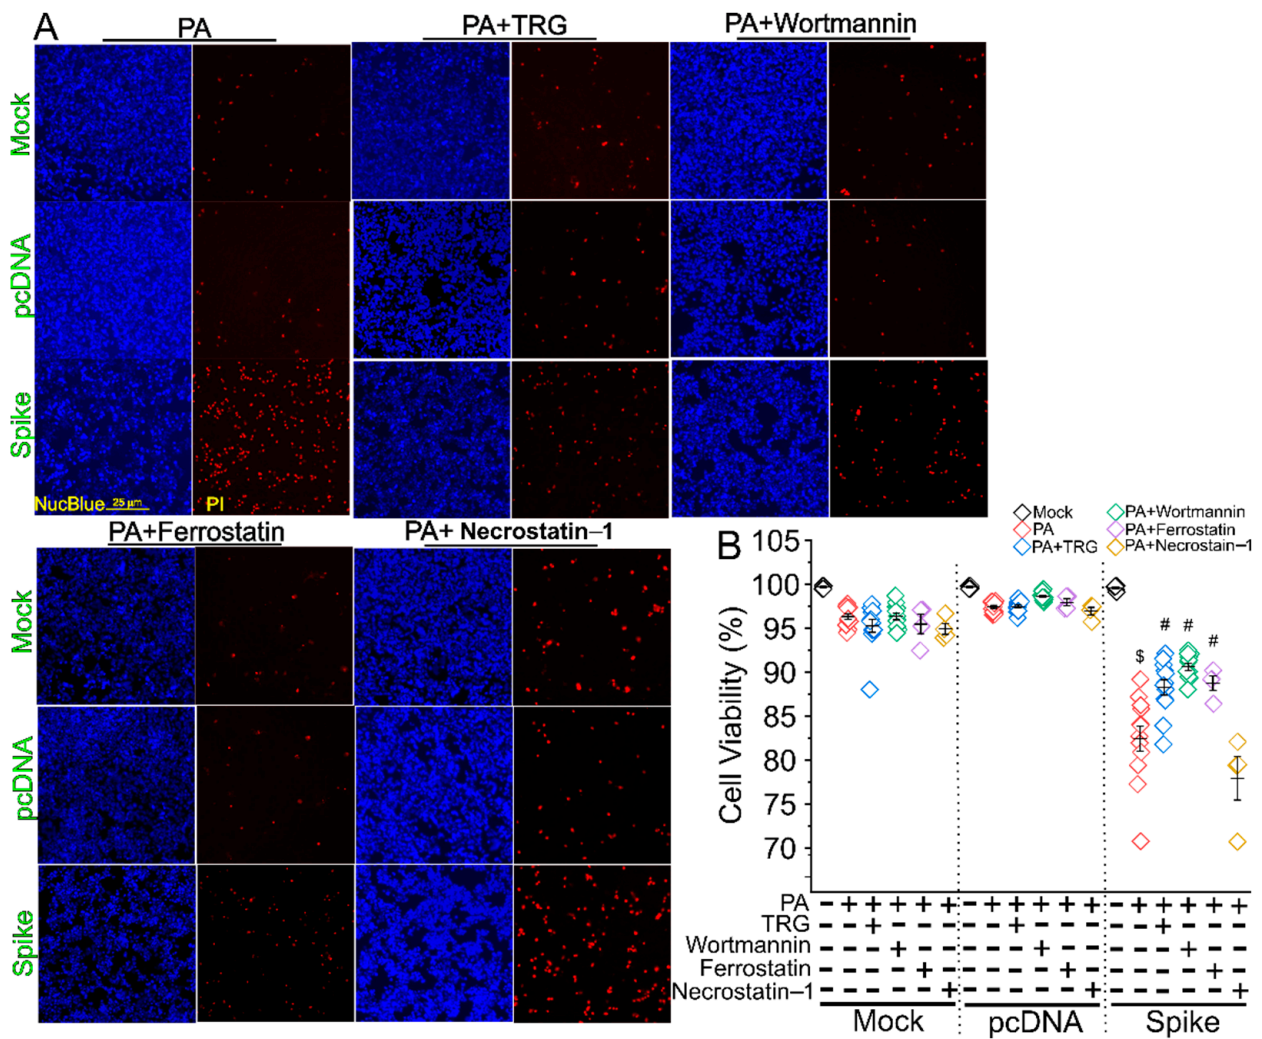 A
PA
PA+TRG
PA+Wortmannin
Mock
pcDNA
Spike
NucBlue 25 µm
PI
PA+Ferrostatin
PA+ Necrostatin–1
Mock
pcDNA
Spike
B
Mock
PA+Wortmannin
PA
PA+Ferrostatin
PA+TRG
PA+Necrostain–1
Cell Viability (%)
105
100
95
90
85
80
75
70
$
#
#
#
PA - + + + + + - + + + + + - + + + + +
TRG - - + - - - - - + - - - - - + - - -
Wortmannin - - - + - - - - - + - - - - - + - -
Ferrostatin - - - - + - - - - - + - - - - - + -
Necrostatin–1 - - - - - + - - - - - + - - - - - +
Mock
pcDNA
Spike